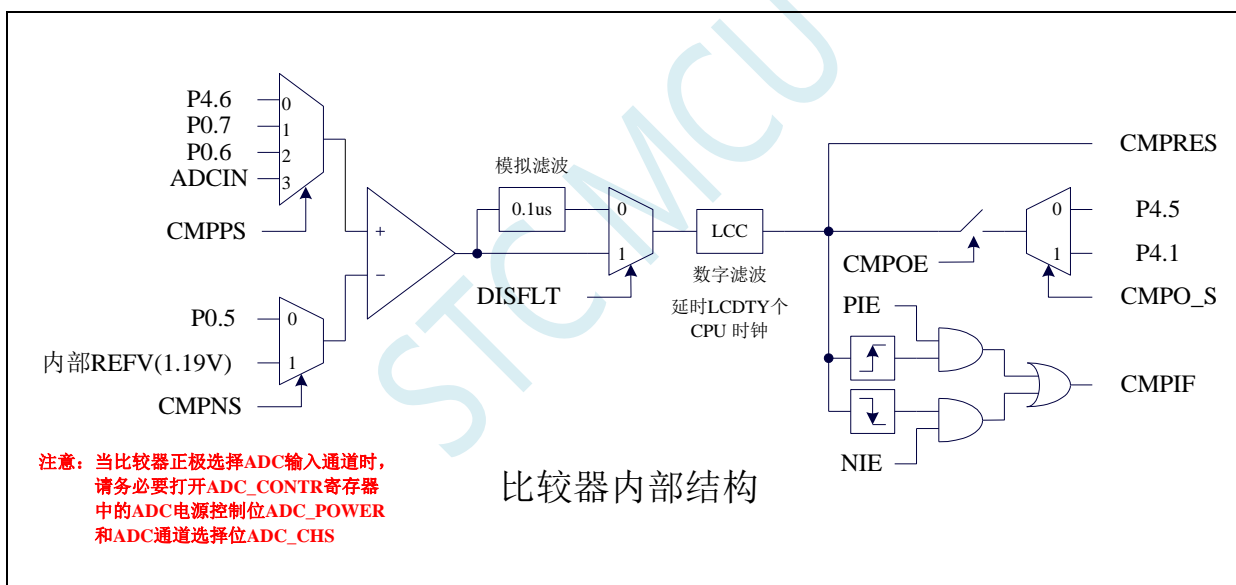 STC MCU
P4.6
0
P0.7
1
P0.6
2
ADCIN
3
CMPPS
模拟滤波
0.1us
0
1
LCC
数字滤波
延时LCDTY个
CPU 时钟
DISFLT
+
−
P0.5
0
内部REFV(1.19V)
1
CMPNS
CMPRES
0
P4.5
1
P4.1
CMPOE
CMPO_S
PIE
CMPIF
NIE
注意：当比较器正极选择ADC输入通道时，
请务必要打开ADC_CONTR寄存器
中的ADC电源控制位ADC_POWER
和ADC通道选择位ADC_CHS
比较器内部结构